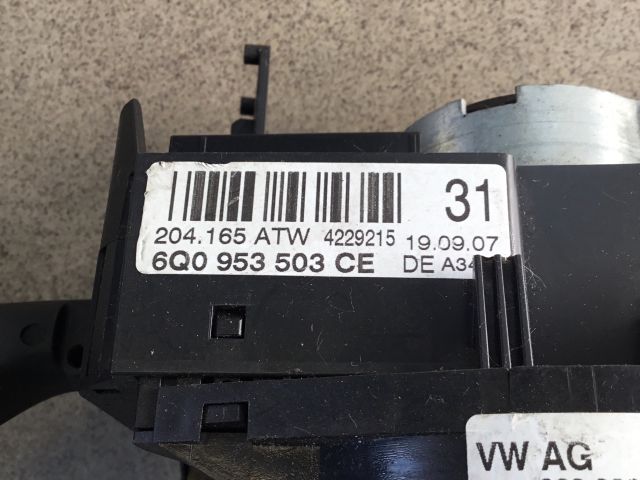 31
204.165 ATW 4229215 19.09.07
6Q0 953 503 CE DE A34
VW AG